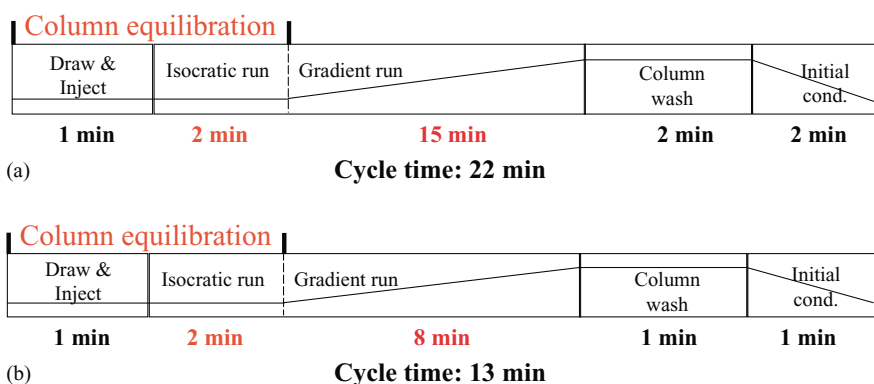 Column equilibration
Draw & Inject Isocratic run Gradient run Column wash Initial cond.
1 min 2 min 15 min 2 min 2 min
(a) Cycle time: 22 min
Column equilibration
Draw & Inject Isocratic run Gradient run Column wash Initial cond.
1 min 2 min 8 min 1 min 1 min
(b) Cycle time: 13 min